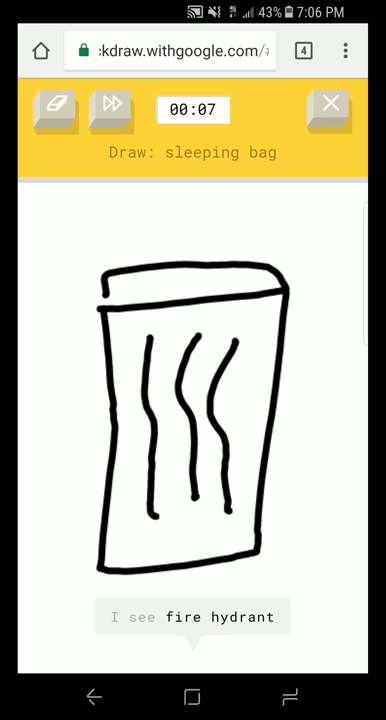 43% 7:06 PM
:kdraw.withgoogle.com/
4
00:07
Draw: sleeping bag
I see fire hydrant